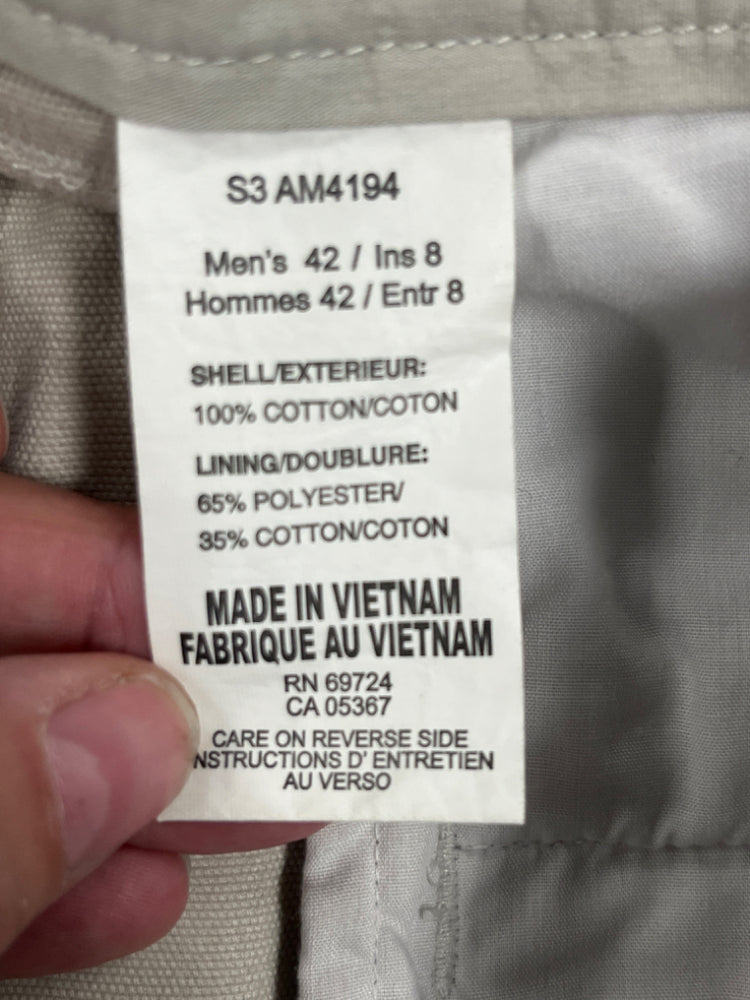 S3 AM4194
Men's 42 / Ins 8
Hommes 42 / Entr 8
SHELL/EXTERIEUR:
100% COTTON/COTON
LINING/DOUBLURE:
65% POLYESTER/
35% COTTON/COTON
MADE IN VIETNAM
FABRIQUE AU VIETNAM
RN 69724
CA 05367
CARE ON REVERSE SIDE
NSTRUCTIONS D' ENTRETIEN
AU VERSO